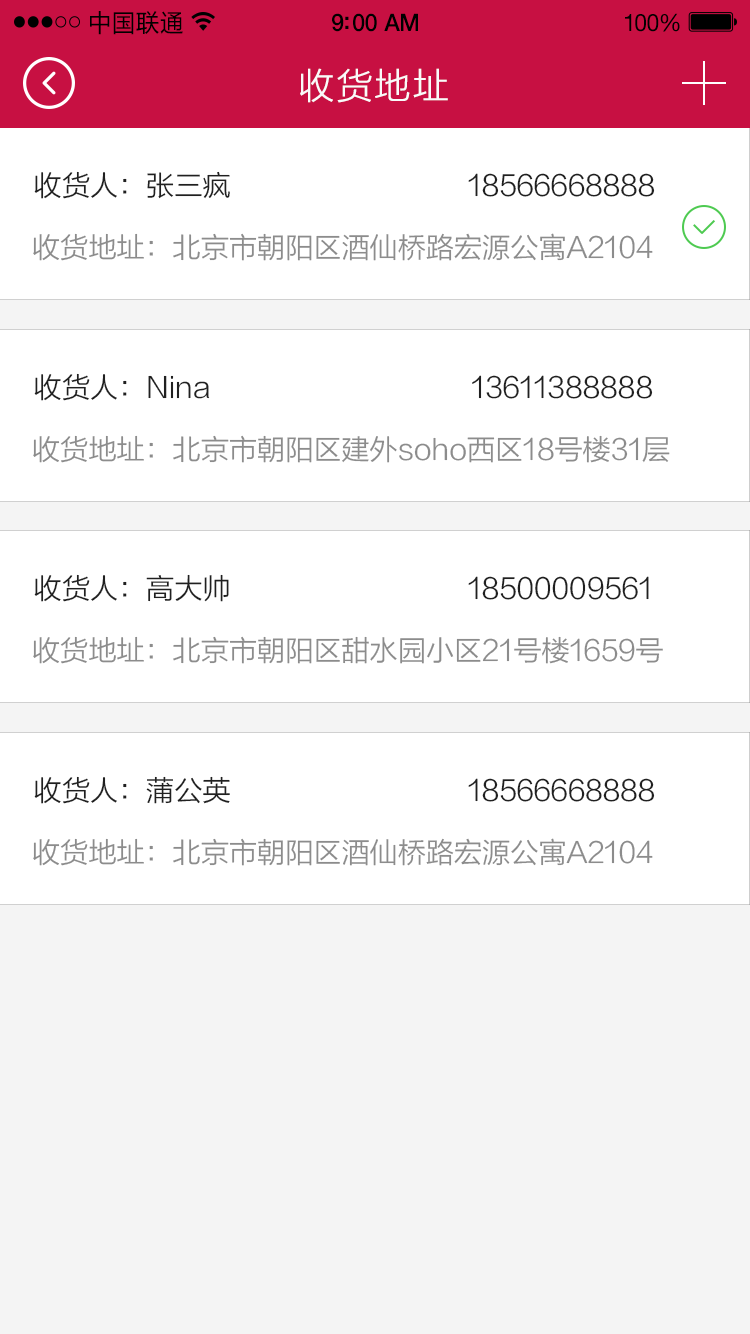 中国联通 9:00 AM 100%
收货地址
收货人：张三疯 18566668888
收货地址：北京市朝阳区酒仙桥路宏源公寓A2104
收货人：Nina 13611388888
收货地址：北京市朝阳区建外soho西区18号楼31层
收货人：高大帅 18500009561
收货地址：北京市朝阳区甜水园小区21号楼1659号
收货人：蒲公英 18566668888
收货地址：北京市朝阳区酒仙桥路宏源公寓A2104